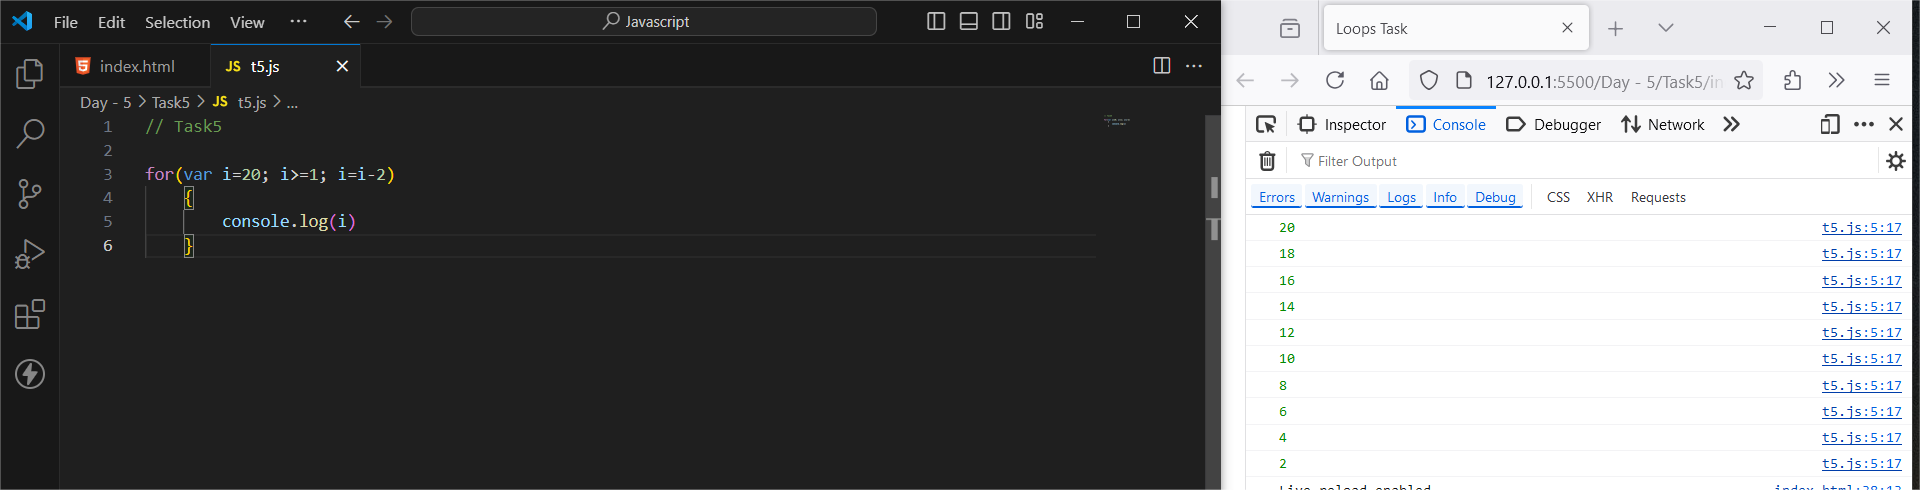 File Edit Selection View ··· Javascript
index.html JS t5.js
Day - 5 > Task5 > JS t5.js > ...
1 // Task5
2
3 for(var i=20; i>=1; i=i-2)
4 {
5 console.log(i)
6 }
Loops Task
127.0.0.1:5500/Day - 5/Task5/in
Inspector Console Debugger Network
Filter Output
Errors Warnings Logs Info Debug CSS XHR Requests
20 t5.js:5:17
18 t5.js:5:17
16 t5.js:5:17
14 t5.js:5:17
12 t5.js:5:17
10 t5.js:5:17
8 t5.js:5:17
6 t5.js:5:17
4 t5.js:5:17
2 t5.js:5:17
Live reload enabled.